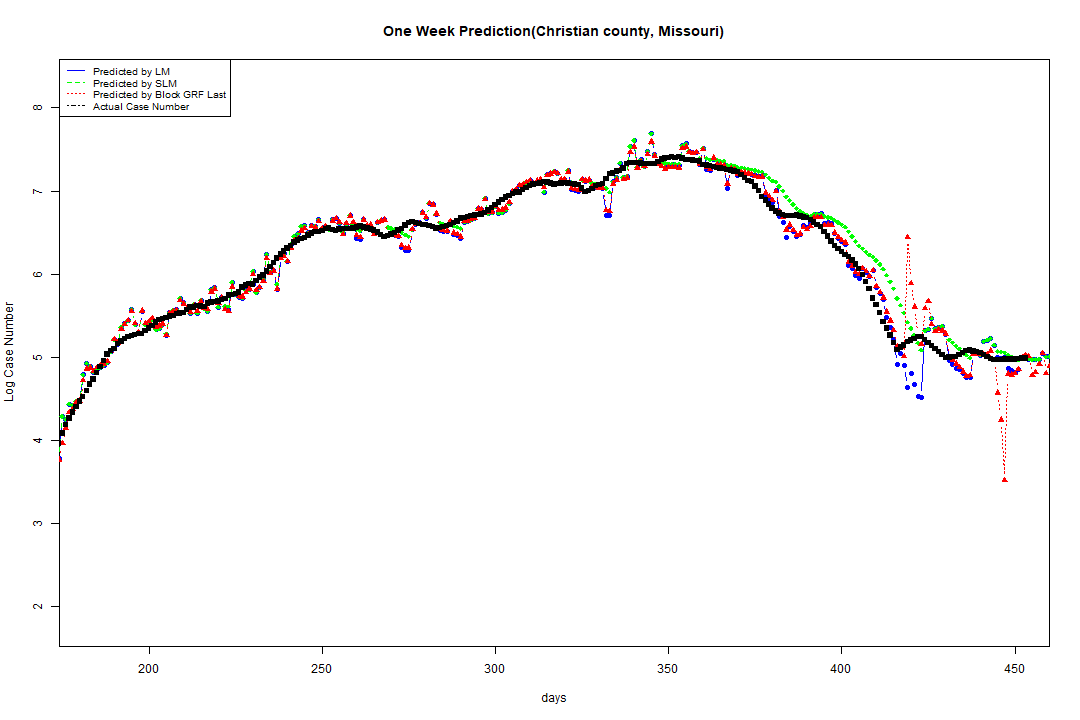 One Week Prediction(Christian county, Missouri)
Predicted by LM
Predicted by SLM
Predicted by Block GRF Last
Actual Case Number
8
7
6
5
4
3
2
Log Case Number
200 250 300 350 400 450
days